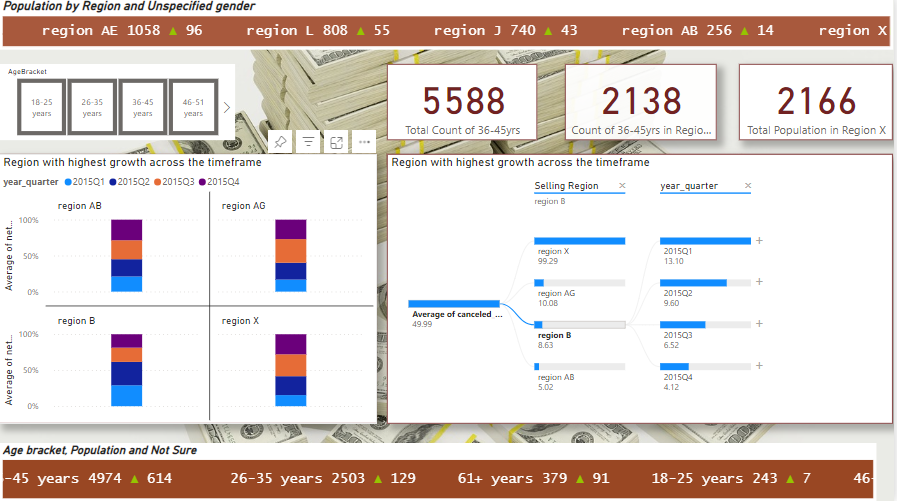 Population by Region and Unspecified gender
region AE 1058 ▲ 96 region L 808 ▲ 55 region J 740 ▲ 43 region AB 256 ▲ 14 region X
AgeBracket
18-25 years
26-35 years
36-45 years
46-51 years
5588
Total Count of 36-45yrs
2138
Count of 36-45yrs in Regio...
2166
Total Population in Region X
Region with highest growth across the timeframe
year_quarter 2015Q1 2015Q2 2015Q3 2015Q4
region AB
region AG
Average of net...
100%
50%
0%
region B
region X
Average of net...
100%
50%
0%
Region with highest growth across the timeframe
Selling Region ×
region B
year_quarter ×
Average of canceled ...
49.99
region X
99.29
region AG
10.08
region B
8.63
region AB
5.02
2015Q1
13.10
2015Q2
9.60
2015Q3
6.52
2015Q4
4.12
Age bracket, Population and Not Sure
-45 years 4974 ▲ 614 26-35 years 2503 ▲ 129 61+ years 379 ▲ 91 18-25 years 243 ▲ 7 46-